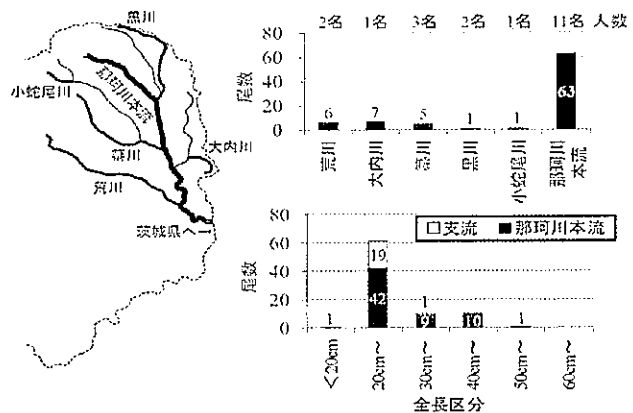 黒川
那珂川本流
小蛇尾川
大内川
箒川
荒川
茨城県へ
2名 1名 3名 2名 1名 11名 人数
尾数
80
60
40
20
0
6 7 5 1 1 63
荒川 大内川 箒川 黒川 小蛇尾川 那珂川本流
□支流 ■那珂川本流
尾数
80
60
40
20
0
1 19 42 1 9 10 1
<20cm 20cm～ 30cm～ 40cm～ 50cm～ 60cm～
全長区分